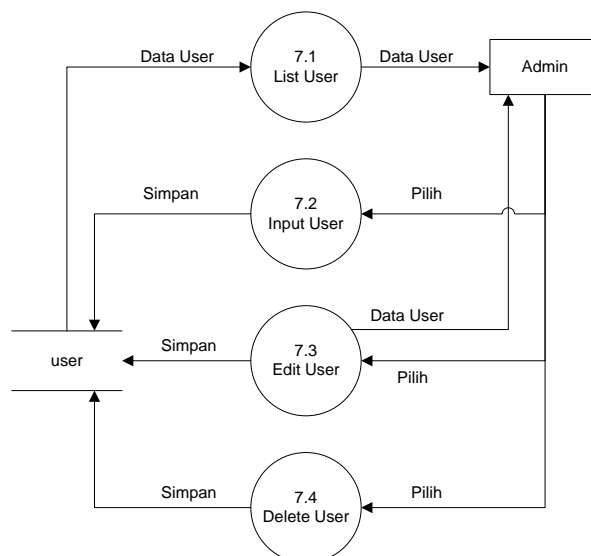 7.1
List User
Data User
Data User
Admin
7.2
Input User
Simpan
Pilih
7.3
Edit User
Data User
Simpan
Pilih
user
7.4
Delete User
Simpan
Pilih